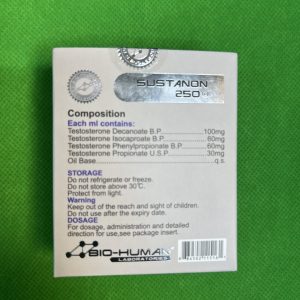 SUSTANON
250
Composition
Each ml contains:
Testosterone Decanoate B.P. 100mg
Testosterone Isocaproate B.P. 60mg
Testosterone Phenylpropionate B.P. 60mg
Testosterone Propionate U.S.P 30mg
Oil Base q.s.
STORAGE
Do not refrigerate or freeze.
Do not store above 30°C.
Protect from light.
Warning
Keep out of the reach and sight of children.
Do not use after the expiry date.
DOSAGE
For dosage, administration and detailed
direction for use, see package insert.
BIO-HUMAN
LABORATORIES